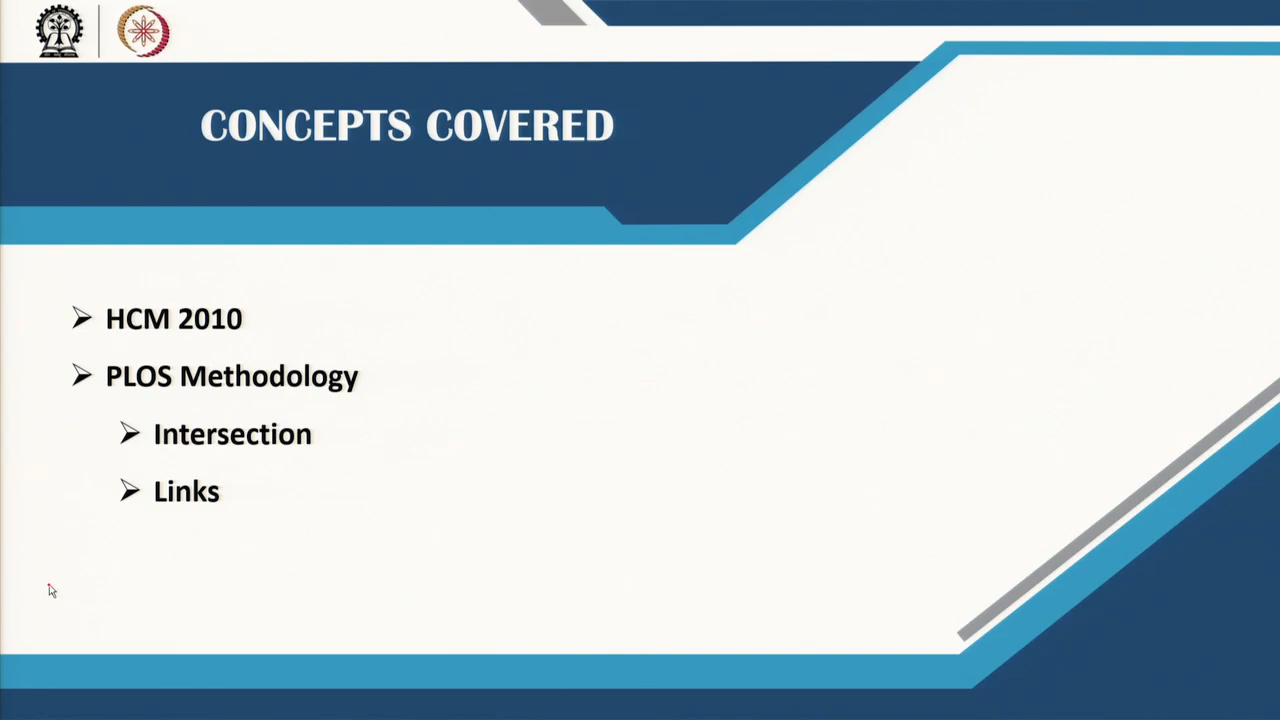 CONCEPTS COVERED
HCM 2010
PLOS Methodology
Intersection
Links